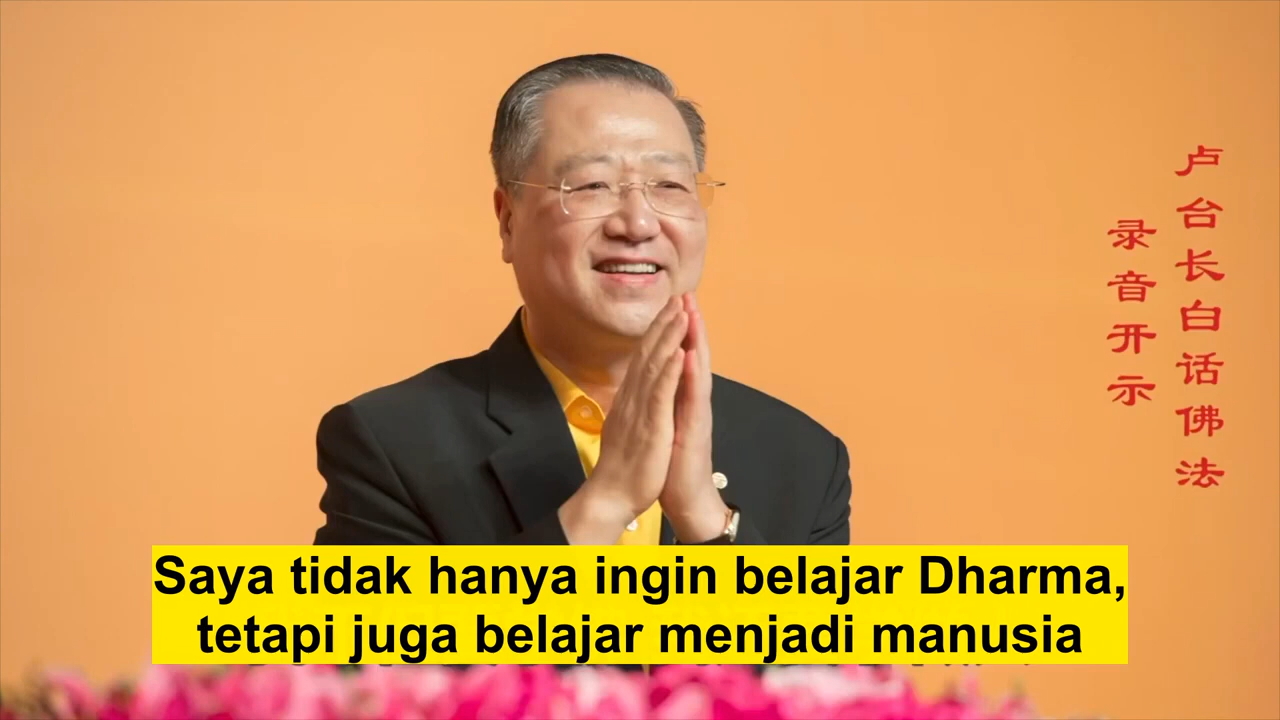 卢台长白话佛法
录音开示
Saya tidak hanya ingin belajar Dharma,
tetapi juga belajar menjadi manusia